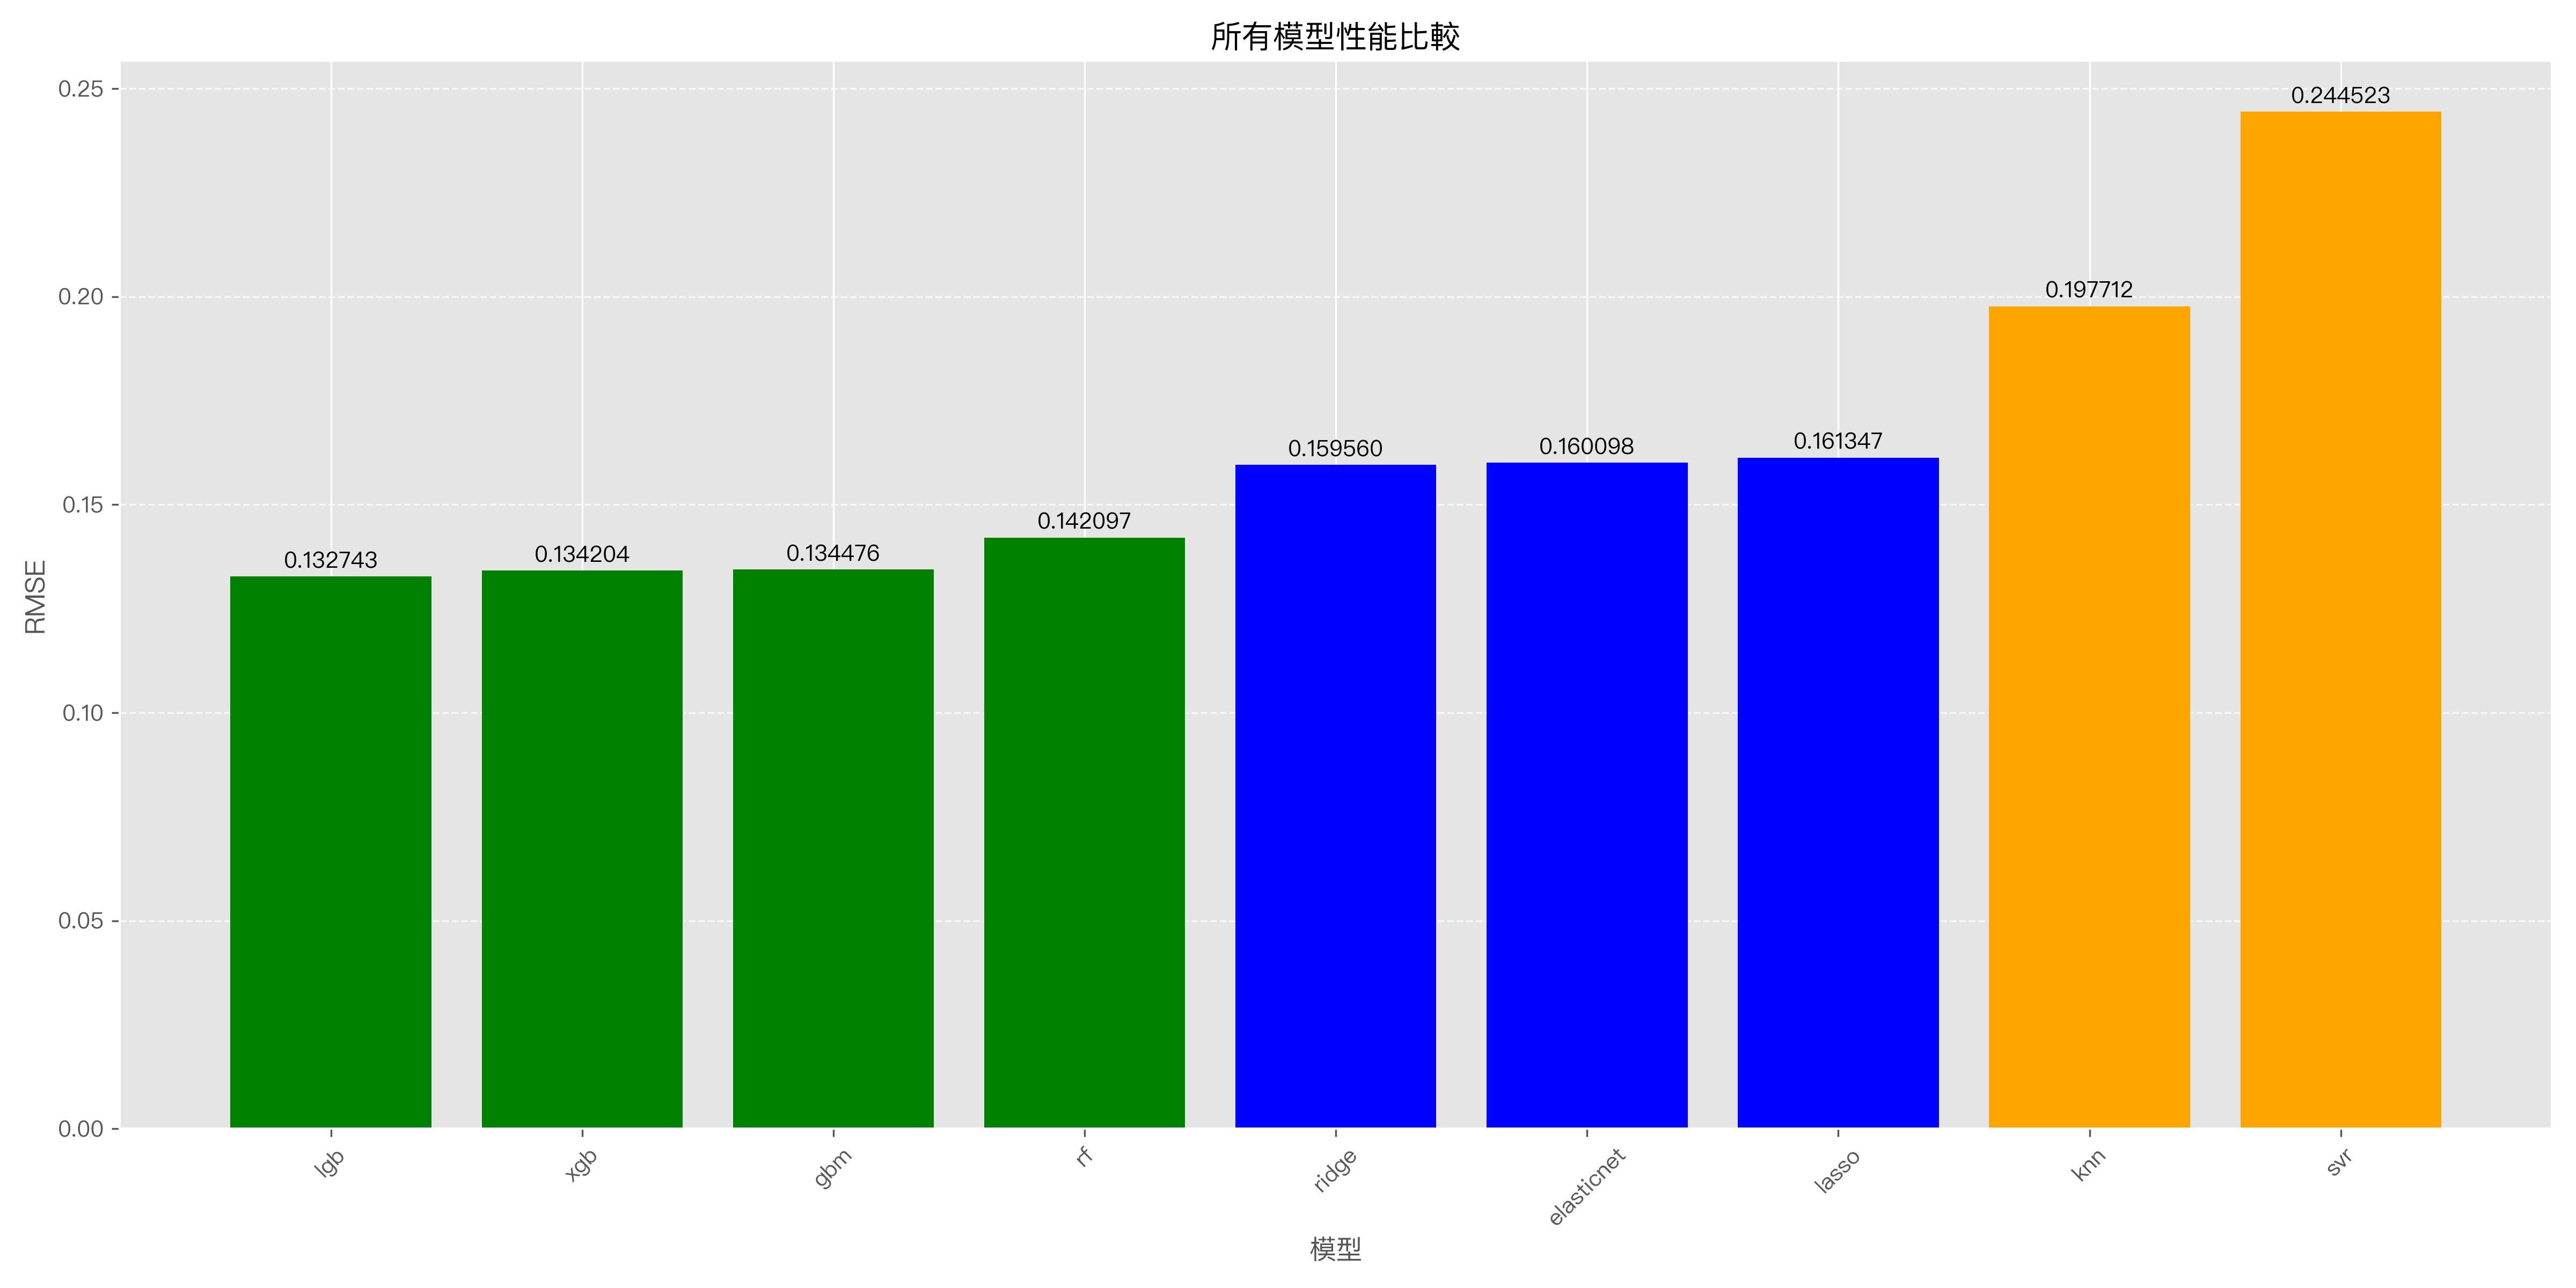 所有模型性能比較
RMSE
0.25
0.20
0.15
0.10
0.05
0.00
0.132743
0.134204
0.134476
0.142097
0.159560
0.160098
0.161347
0.197712
0.244523
lgb
xgb
gbm
rf
ridge
elasticnet
lasso
knn
svr
模型